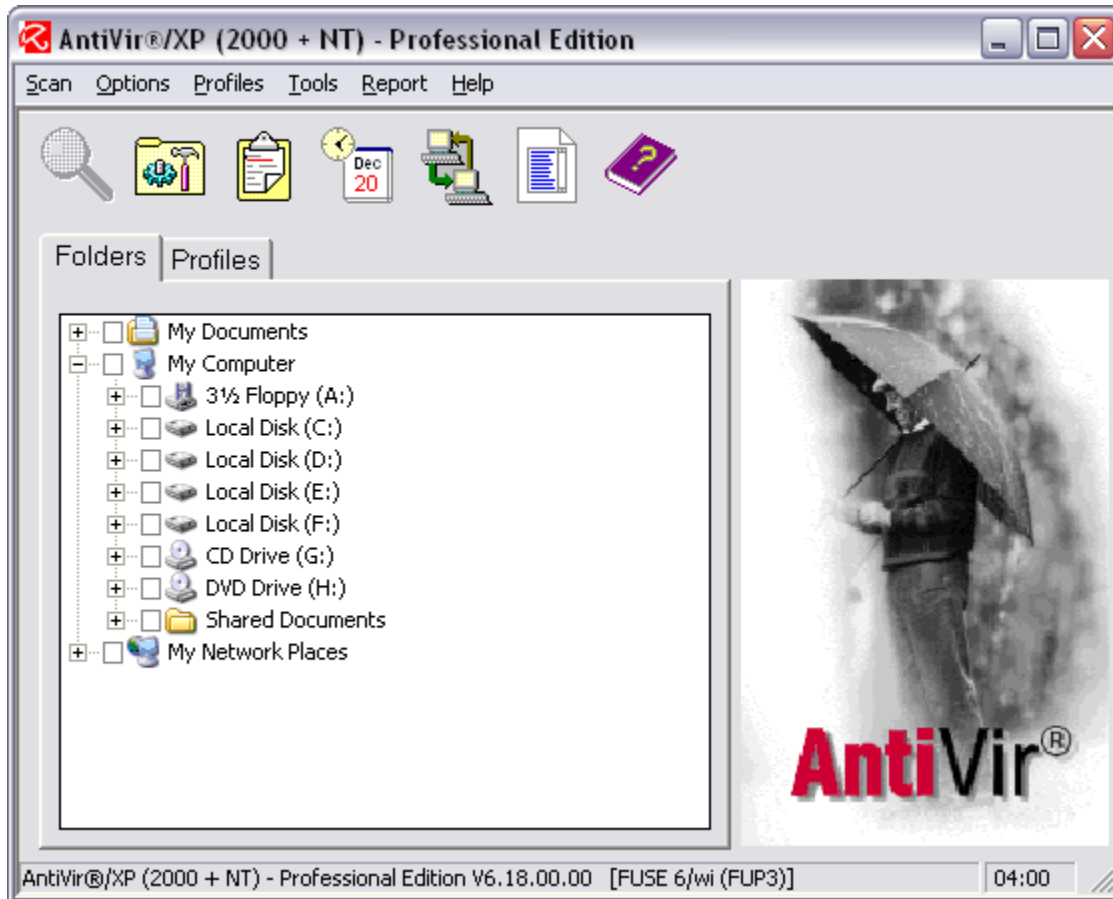 AntiVir®/XP (2000 + NT) - Professional Edition
Scan Options Profiles Tools Report Help
Dec
20
?
Folders Profiles
My Documents
My Computer
3½ Floppy (A:)
Local Disk (C:)
Local Disk (D:)
Local Disk (E:)
Local Disk (F:)
CD Drive (G:)
DVD Drive (H:)
Shared Documents
My Network Places
AntiVir®
AntiVir®/XP (2000 + NT) - Professional Edition V6.18.00.00 [FUSE 6/wi (FUP3)] 04:00